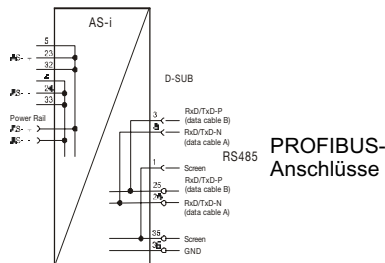 AS-i
5
23
32
33
Power Rail
D-SUB
3
RxD/TxD-P
(data cable B)
RxD/TxD-N
(data cable A)
RS485
1
Screen
25
RxD/TxD-P
(data cable B)
RxD/TxD-N
(data cable A)
35
Screen
GND
PROFIBUS-
Anschlüsse